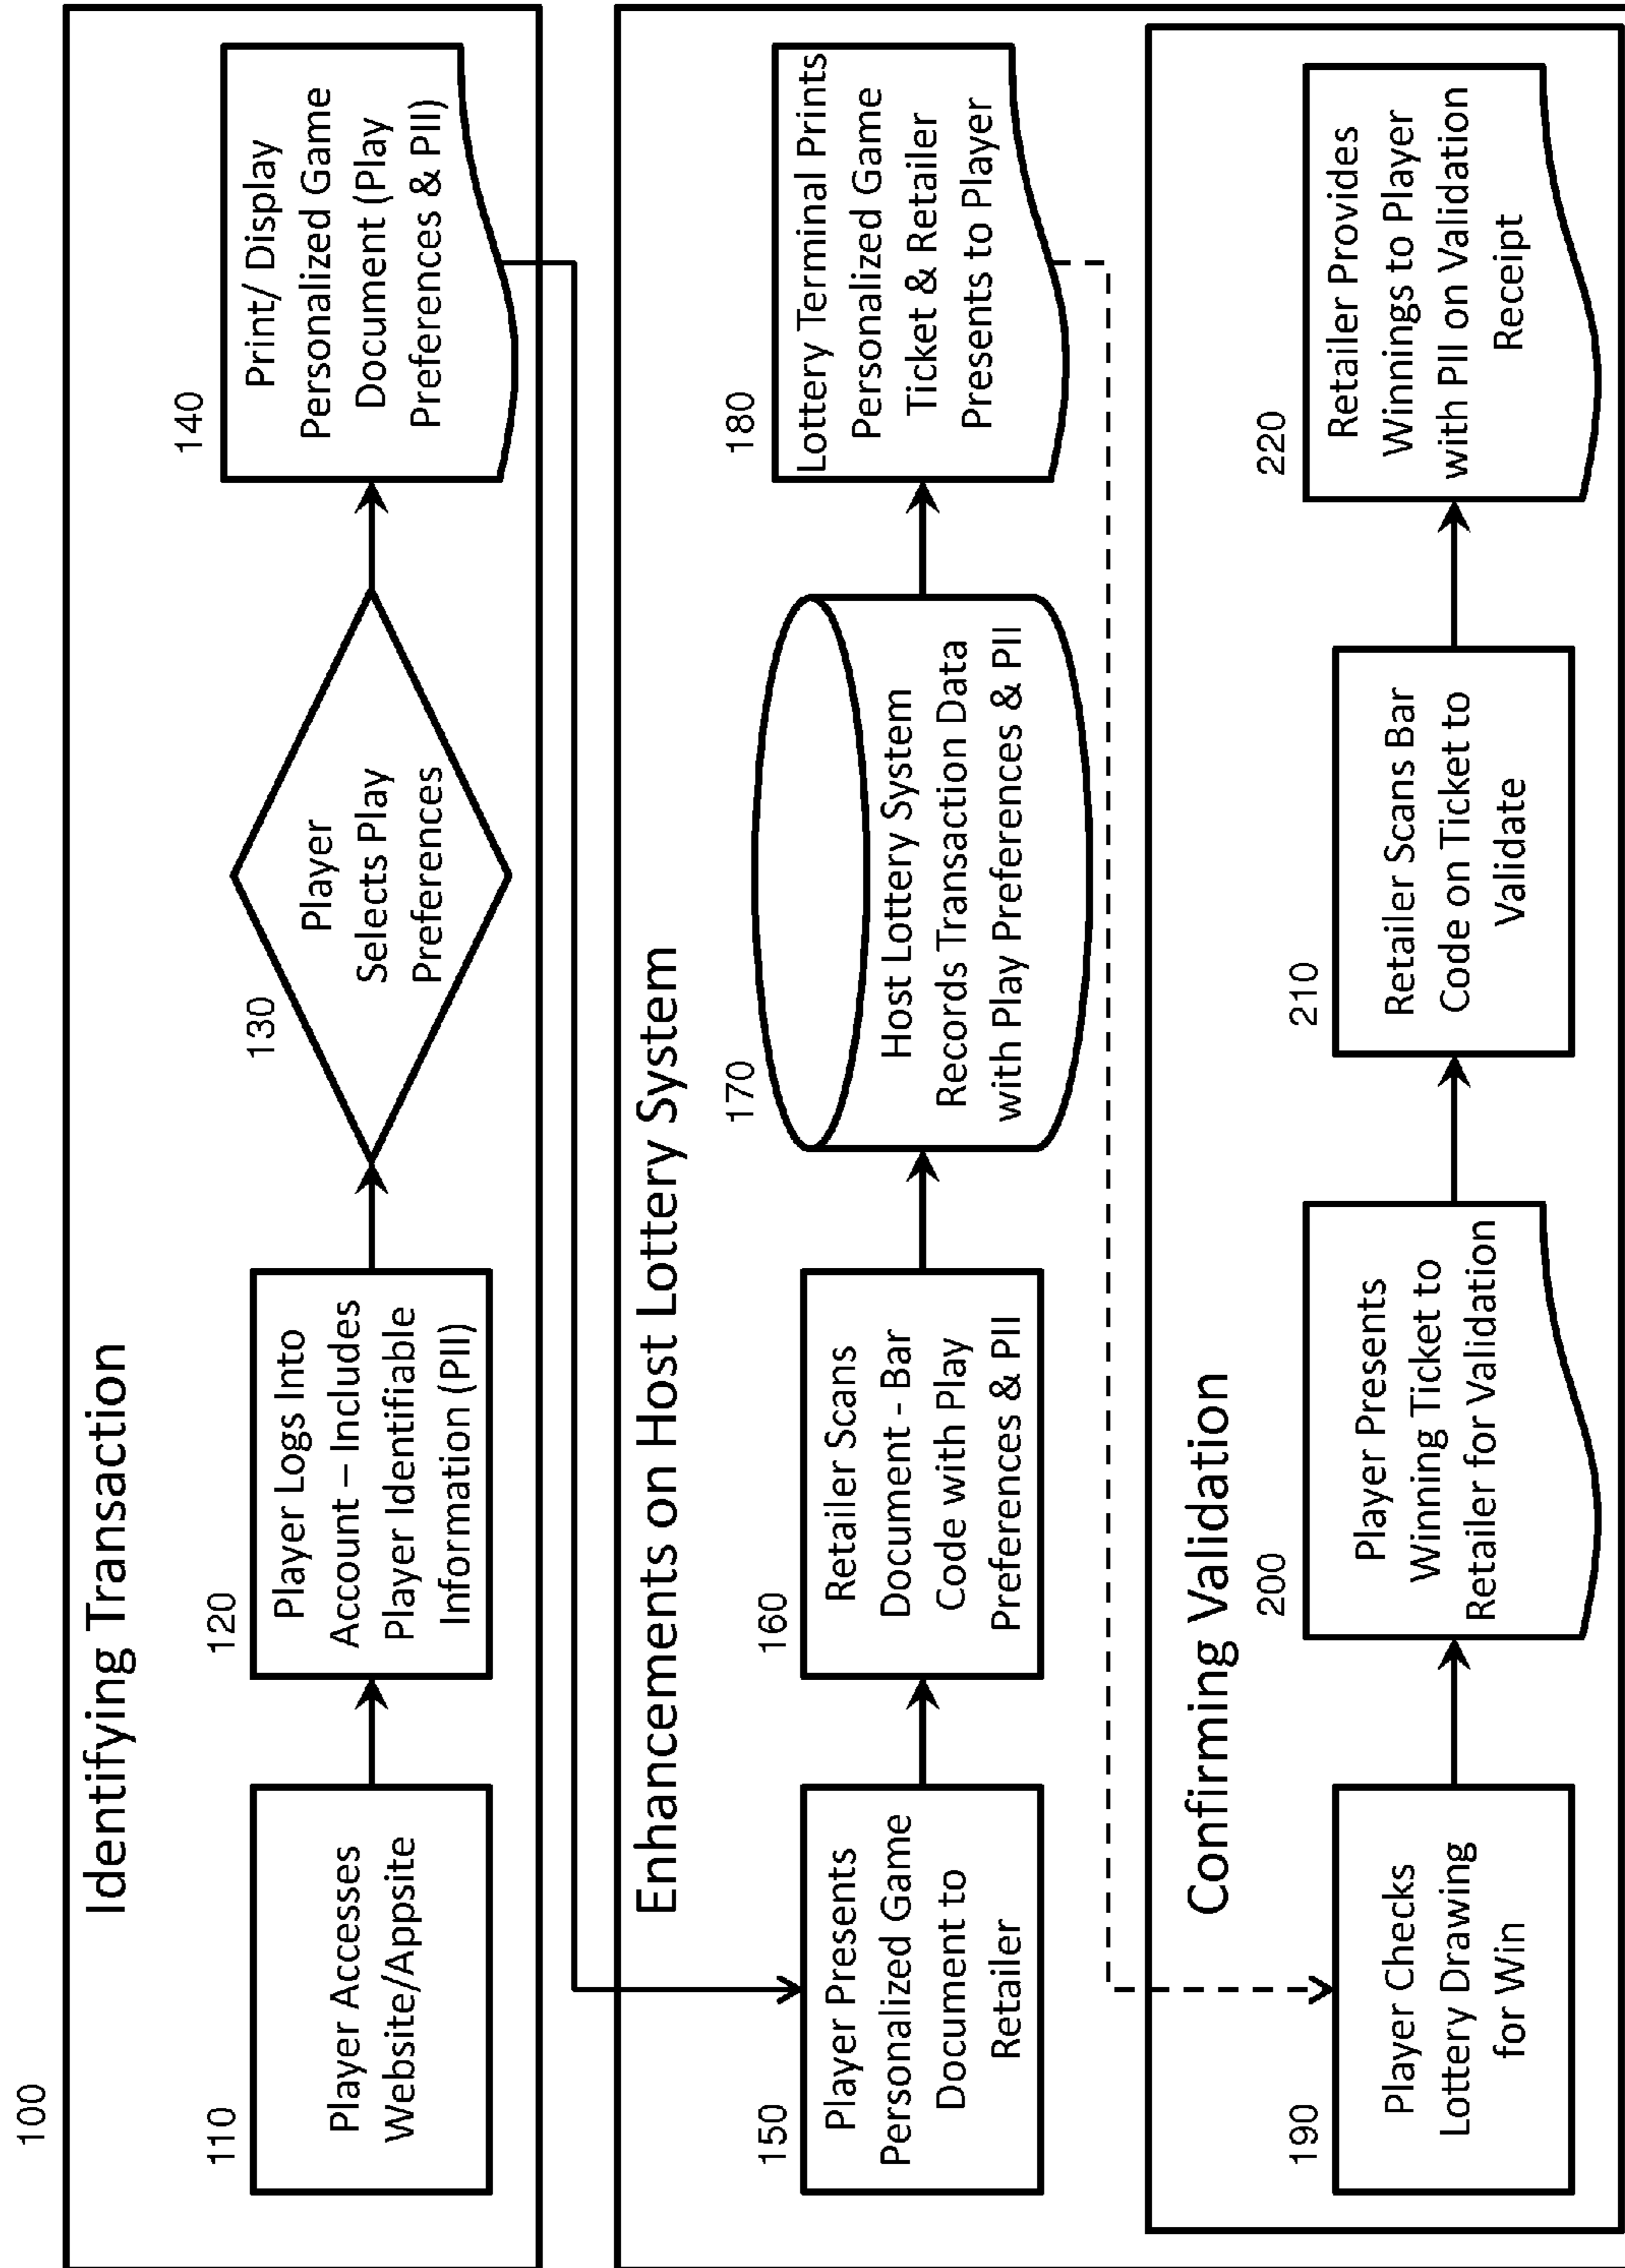 100
Identifying Transaction
110
Player Accesses
Website/Appsite
120
Player Logs Into
Account – Includes
Player Identifiable
Information (PII)
130
Player
Selects Play
Preferences
140
Print/ Display
Personalized Game
Document (Play
Preferences & PII)
Enhancements on Host Lottery System
150
Player Presents
Personalized Game
Document to
Retailer
160
Retailer Scans
Document - Bar
Code with Play
Preferences & PII
170
Host Lottery System
Records Transaction Data
with Play Preferences & PII
180
Lottery Terminal Prints
Personalized Game
Ticket & Retailer
Presents to Player
Confirming Validation
190
Player Checks
Lottery Drawing
for Win
200
Player Presents
Winning Ticket to
Retailer for Validation
210
Retailer Scans Bar
Code on Ticket to
Validate
220
Retailer Provides
Winnings to Player
with PII on Validation
Receipt